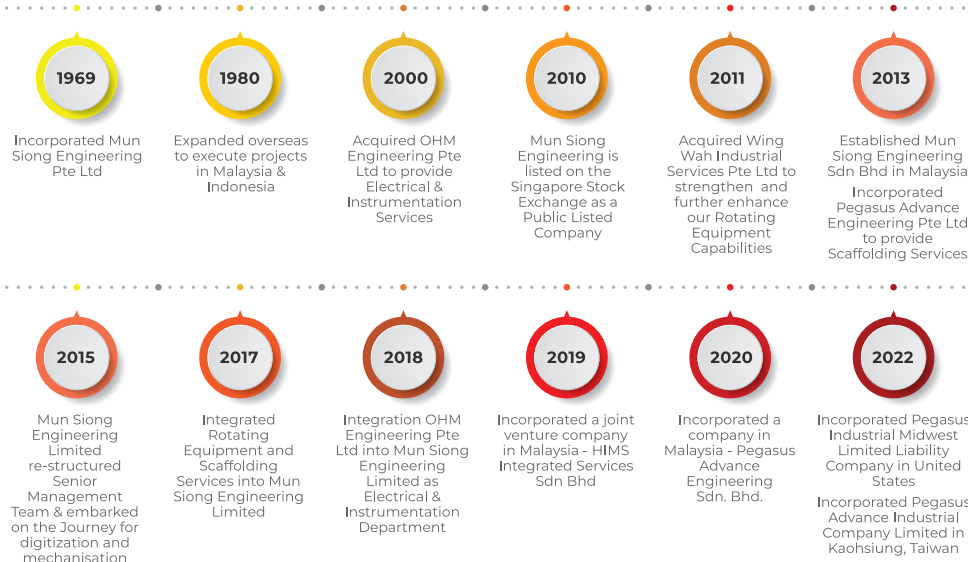 1969
Incorporated Mun
Siong Engineering
Pte Ltd
1980
Expanded overseas
to execute projects
in Malaysia &
Indonesia
2000
Acquired OHM
Engineering Pte
Ltd to provide
Electrical &
Instrumentation
Services
2010
Mun Siong
Engineering is
listed on the
Singapore Stock
Exchange as a
Public Listed
Company
2011
Acquired Wing
Wah Industrial
Services Pte Ltd to
strengthen and
further enhance
our Rotating
Equipment
Capabilities
2013
Established Mun
Siong Engineering
Sdn Bhd in Malaysia
Incorporated
Pegasus Advance
Engineering Pte Ltd
to provide
Scaffolding Services
2015
Mun Siong
Engineering
Limited
re-structured
Senior
Management
Team & embarked
on the Journey for
digitization and
mechanisation
2017
Integrated
Rotating
Equipment and
Scaffolding
Services into Mun
Siong Engineering
Limited
2018
Integration OHM
Engineering Pte
Ltd into Mun Siong
Engineering
Limited as
Electrical &
Instrumentation
Department
2019
Incorporated a joint
venture company
in Malaysia - HIMS
Integrated Services
Sdn Bhd
2020
Incorporated a
company in
Malaysia - Pegasus
Advance
Engineering
Sdn. Bhd.
2022
Incorporated Pegasus
Industrial Midwest
Limited Liability
Company in United
States
Incorporated Pegasus
Advance Industrial
Company Limited in
Kaohsiung, Taiwan